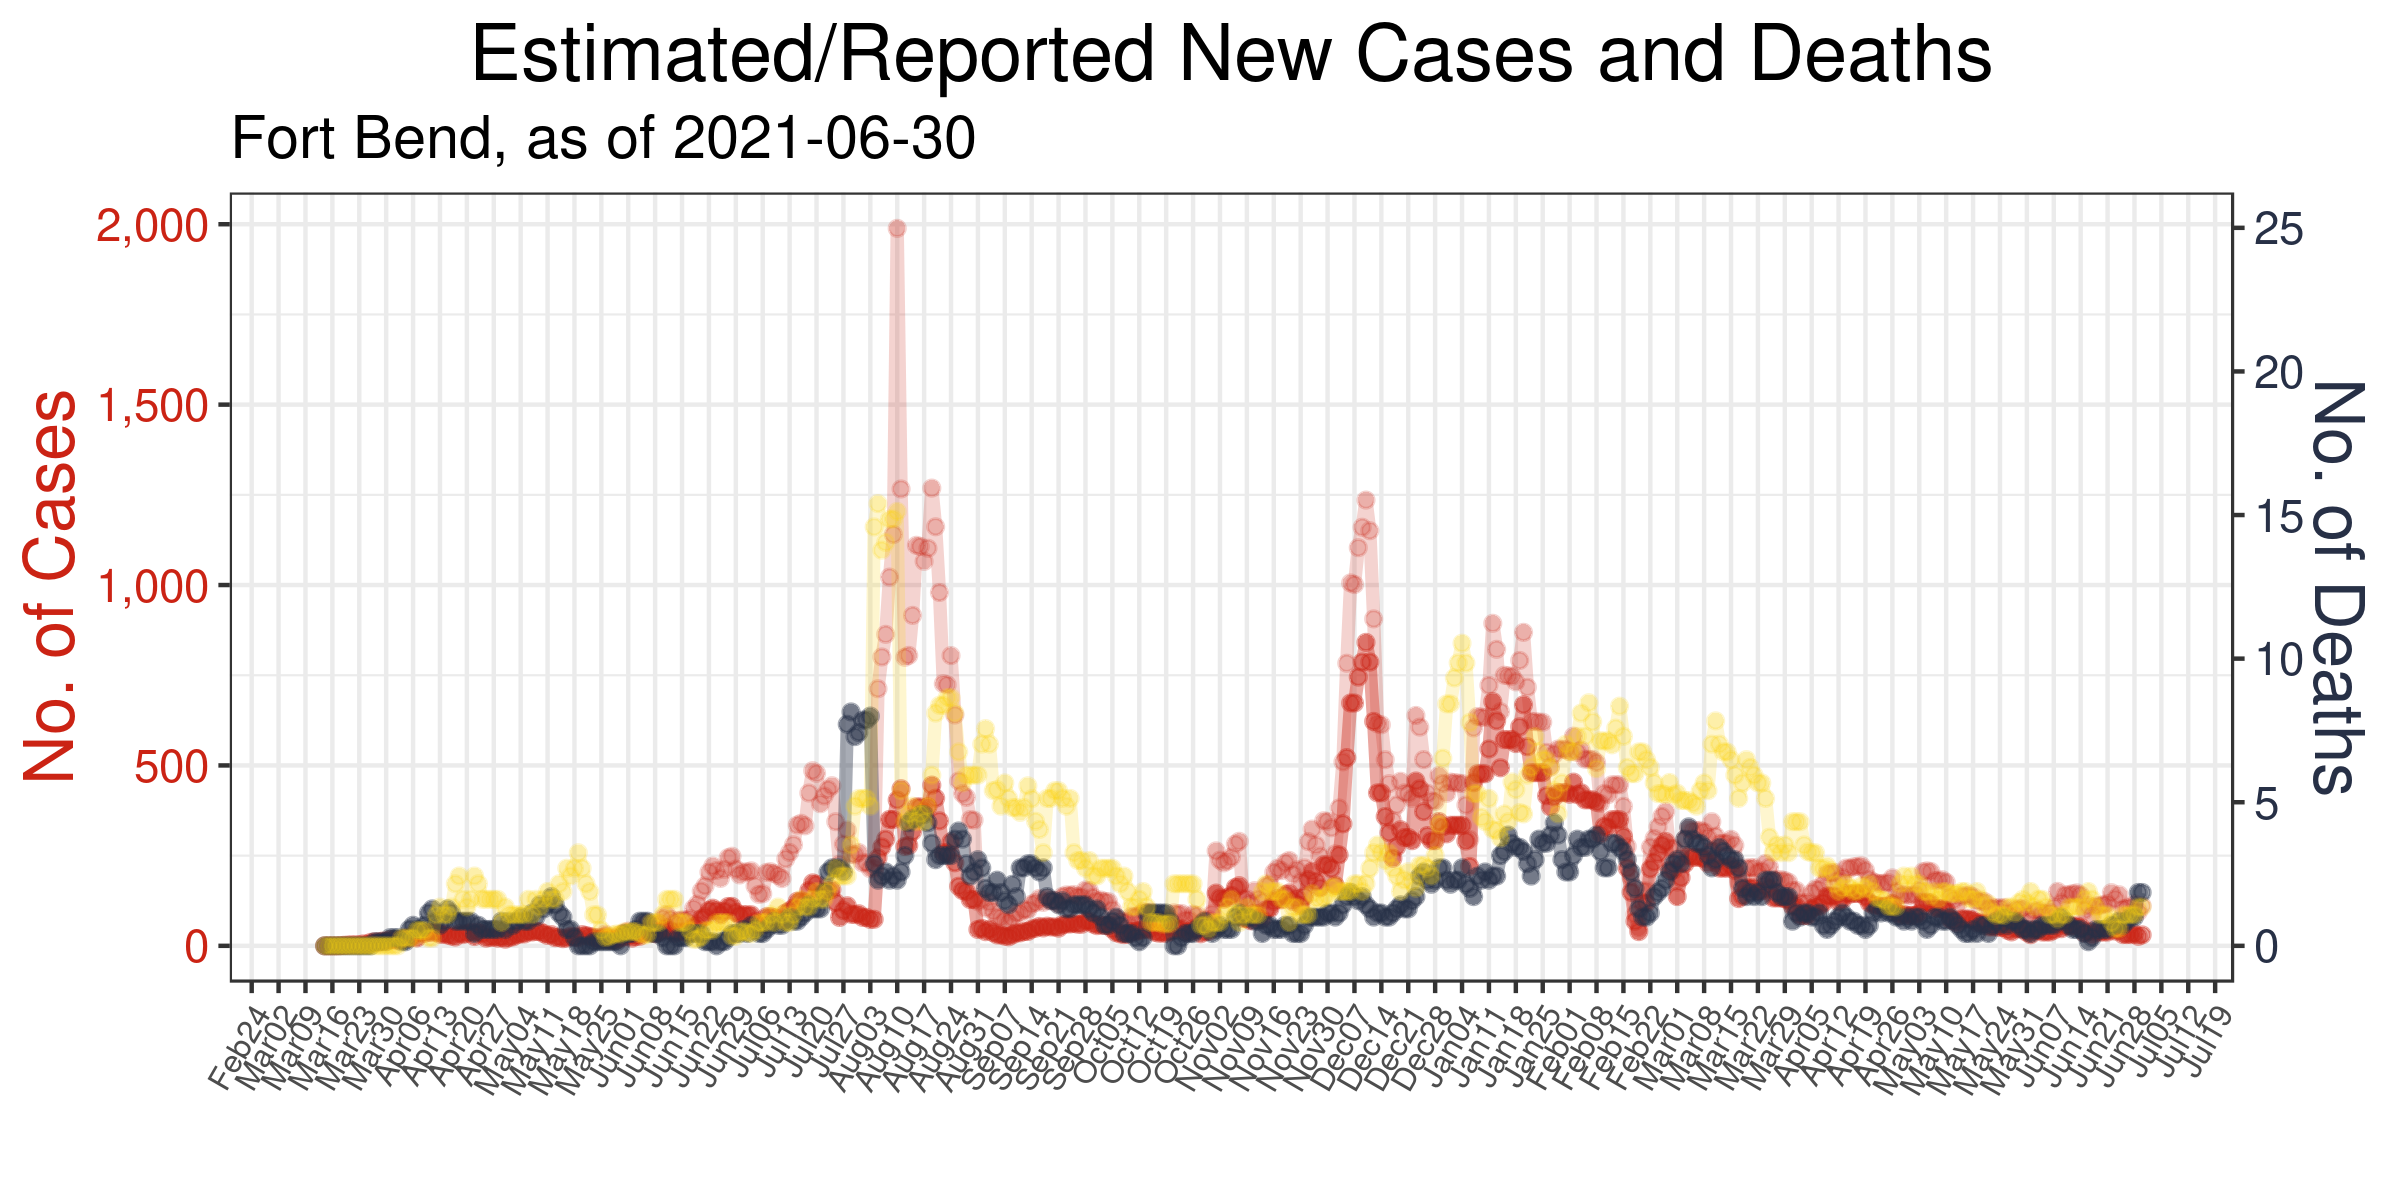 Estimated/Reported New Cases and Deaths
Fort Bend, as of 2021-06-30
No. of Cases
2,000
1,500
1,000
500
0
25
20
15
10
5
0
No. of Deaths
Feb24
Mar02
Mar09
Mar16
Mar23
Mar30
Apr06
Apr13
Apr20
Apr27
May04
May11
May18
May25
Jun01
Jun08
Jun15
Jun22
Jun29
Jul06
Jul13
Jul20
Jul27
Aug03
Aug10
Aug17
Aug24
Aug31
Sep07
Sep14
Sep21
Sep28
Oct05
Oct12
Oct19
Oct26
Nov02
Nov09
Nov16
Nov23
Nov30
Dec07
Dec14
Dec21
Dec28
Jan04
Jan11
Jan18
Jan25
Feb01
Feb08
Feb15
Feb22
Mar01
Mar08
Mar15
Mar22
Mar29
Apr05
Apr12
Apr19
Apr26
May03
May10
May17
May24
May31
Jun07
Jun14
Jun21
Jun28
Jul05
Jul12
Jul19